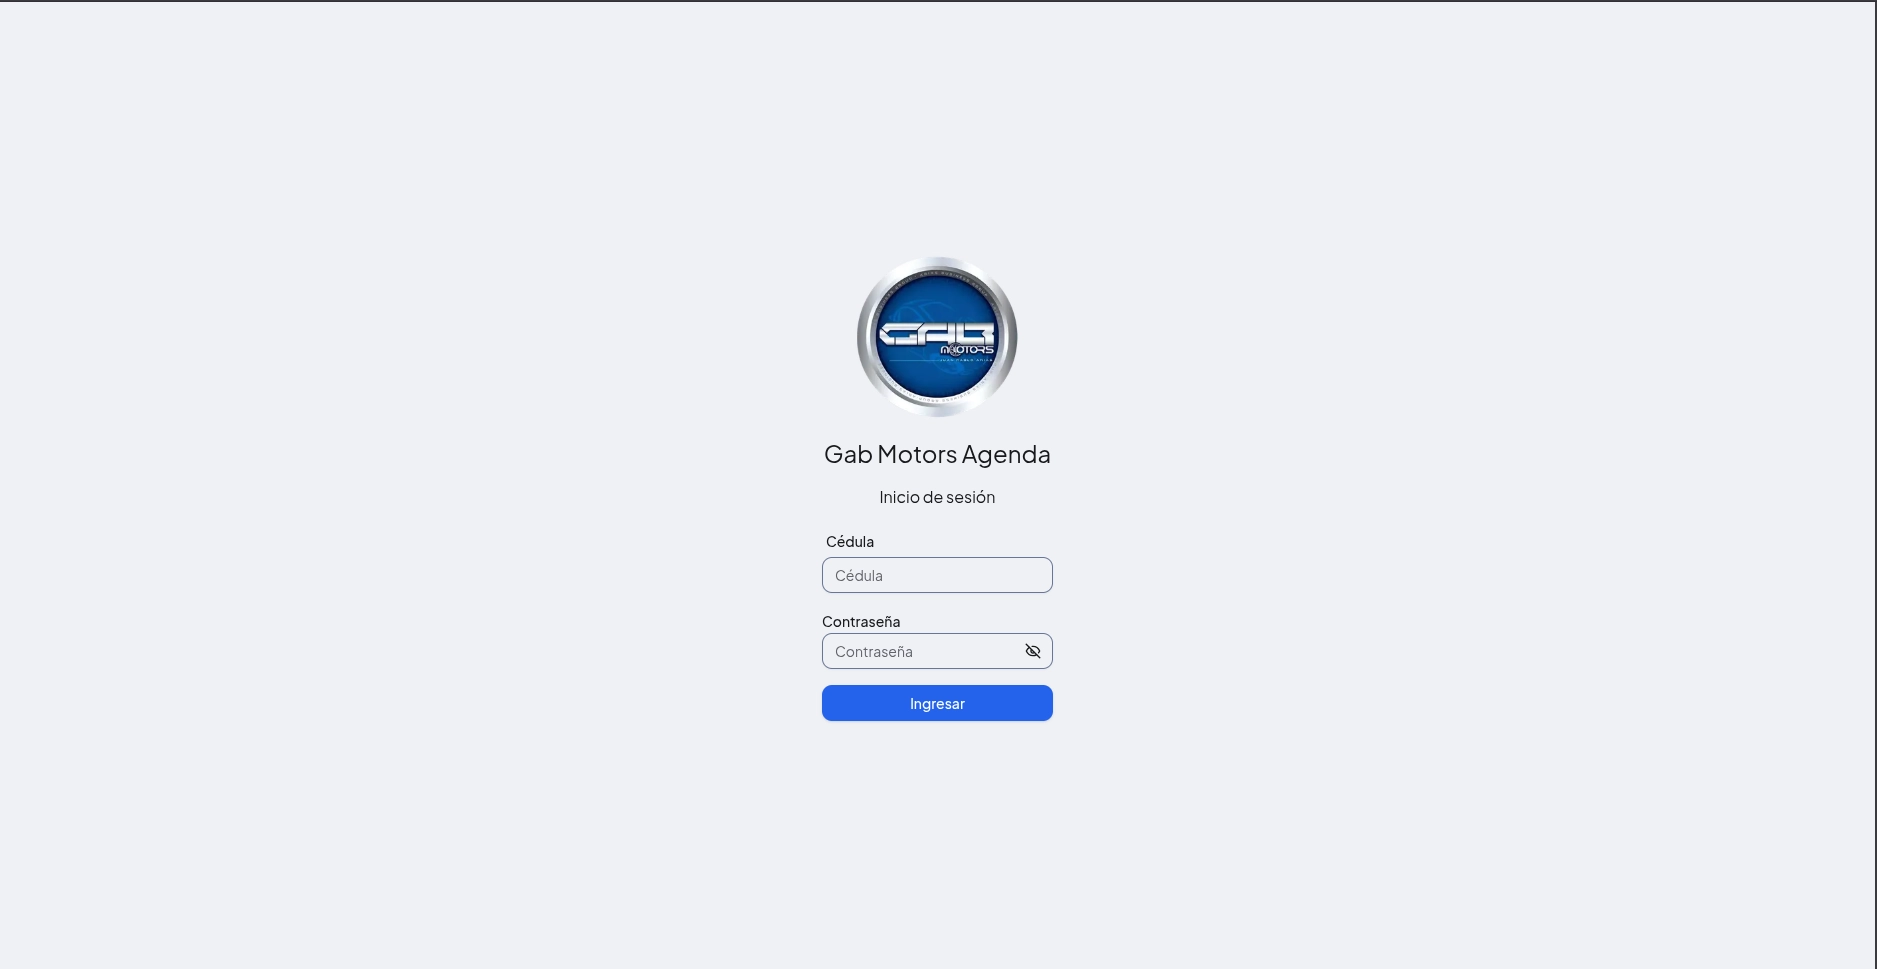 GAB
MOTORS
Gab Motors Agenda
Inicio de sesión
Cédula
Cédula
Contraseña
Contraseña
Ingresar